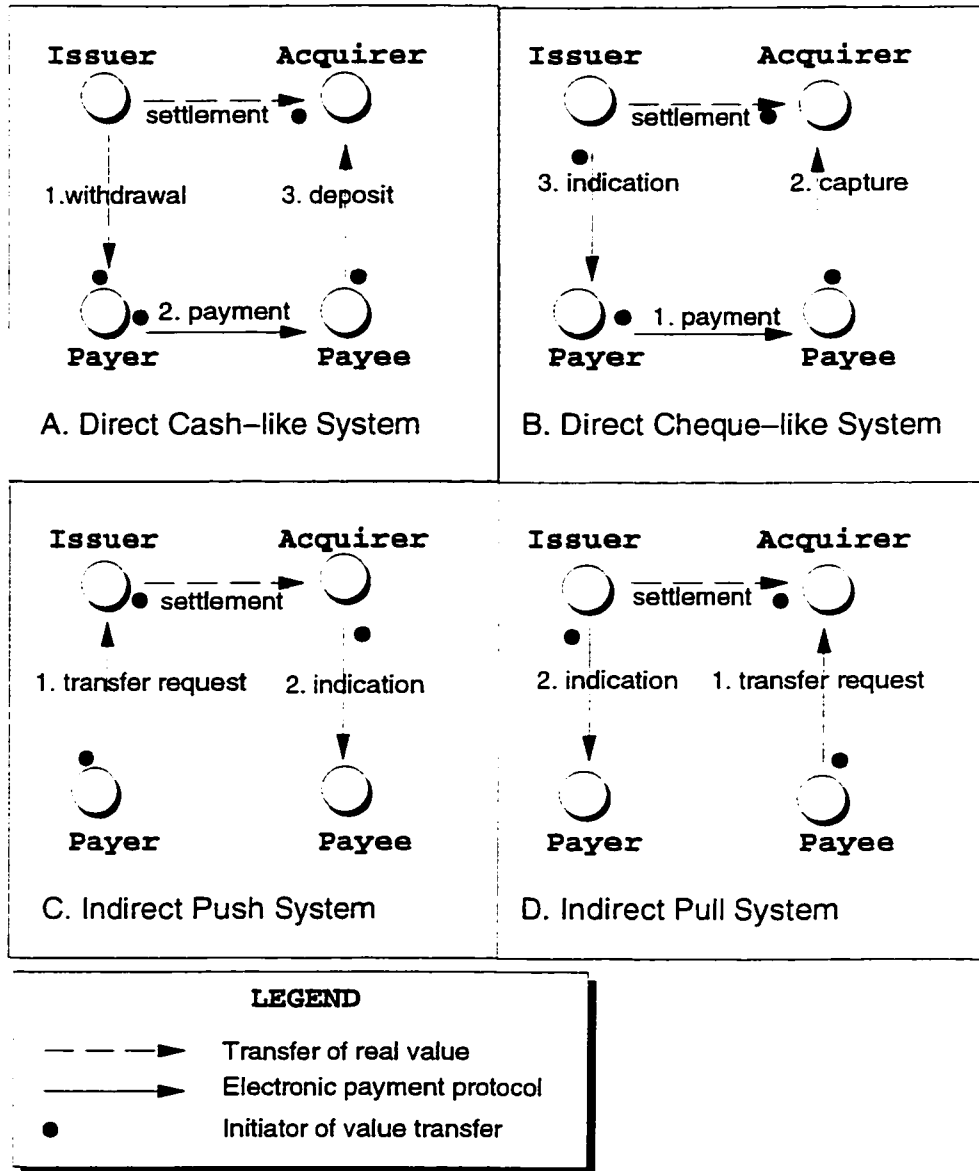 Issuer Acquirer
settlement
1.withdrawal 3. deposit
2. payment
Payer Payee
A. Direct Cash–like System
Issuer Acquirer
settlement
3. indication 2. capture
1. payment
Payer Payee
B. Direct Cheque–like System
Issuer Acquirer
settlement
1. transfer request 2. indication
Payer Payee
C. Indirect Push System
Issuer Acquirer
settlement
2. indication 1. transfer request
Payer Payee
D. Indirect Pull System
LEGEND
Transfer of real value
Electronic payment protocol
Initiator of value transfer